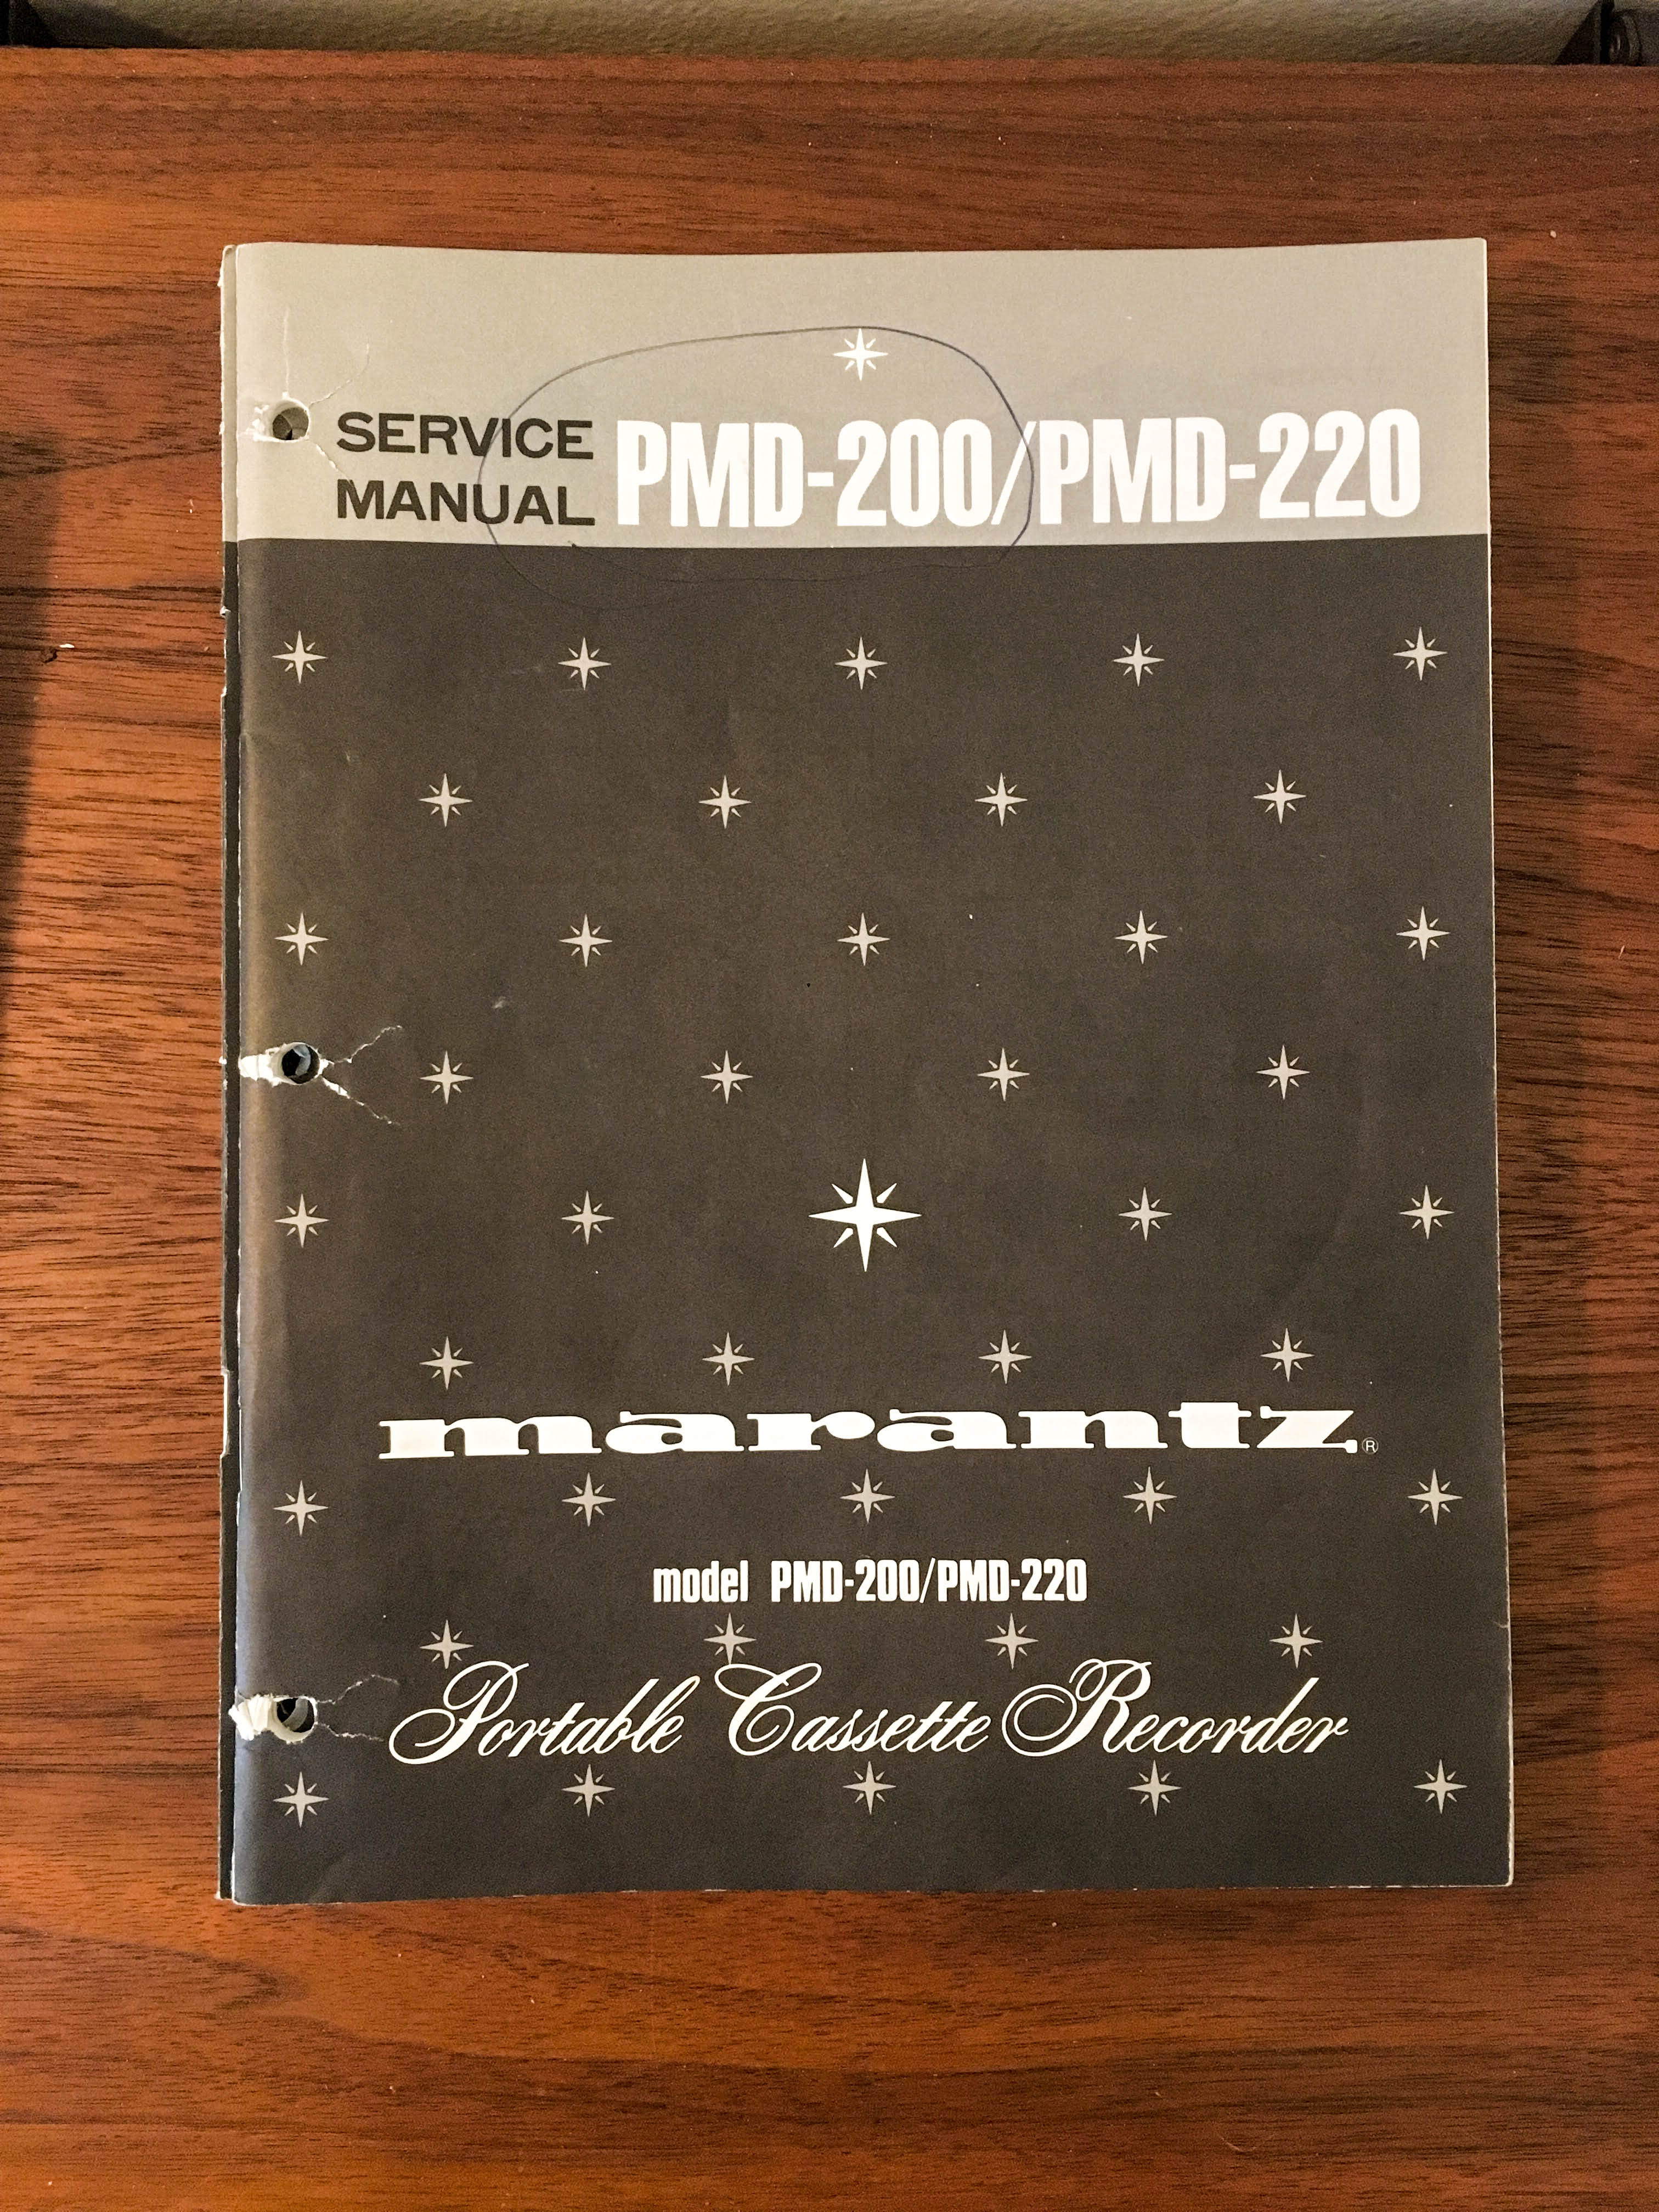 SERVICE
MANUAL
PMD-200/PMD-220
marantz®
model PMD-200/PMD-220
Portable Cassette Recorder